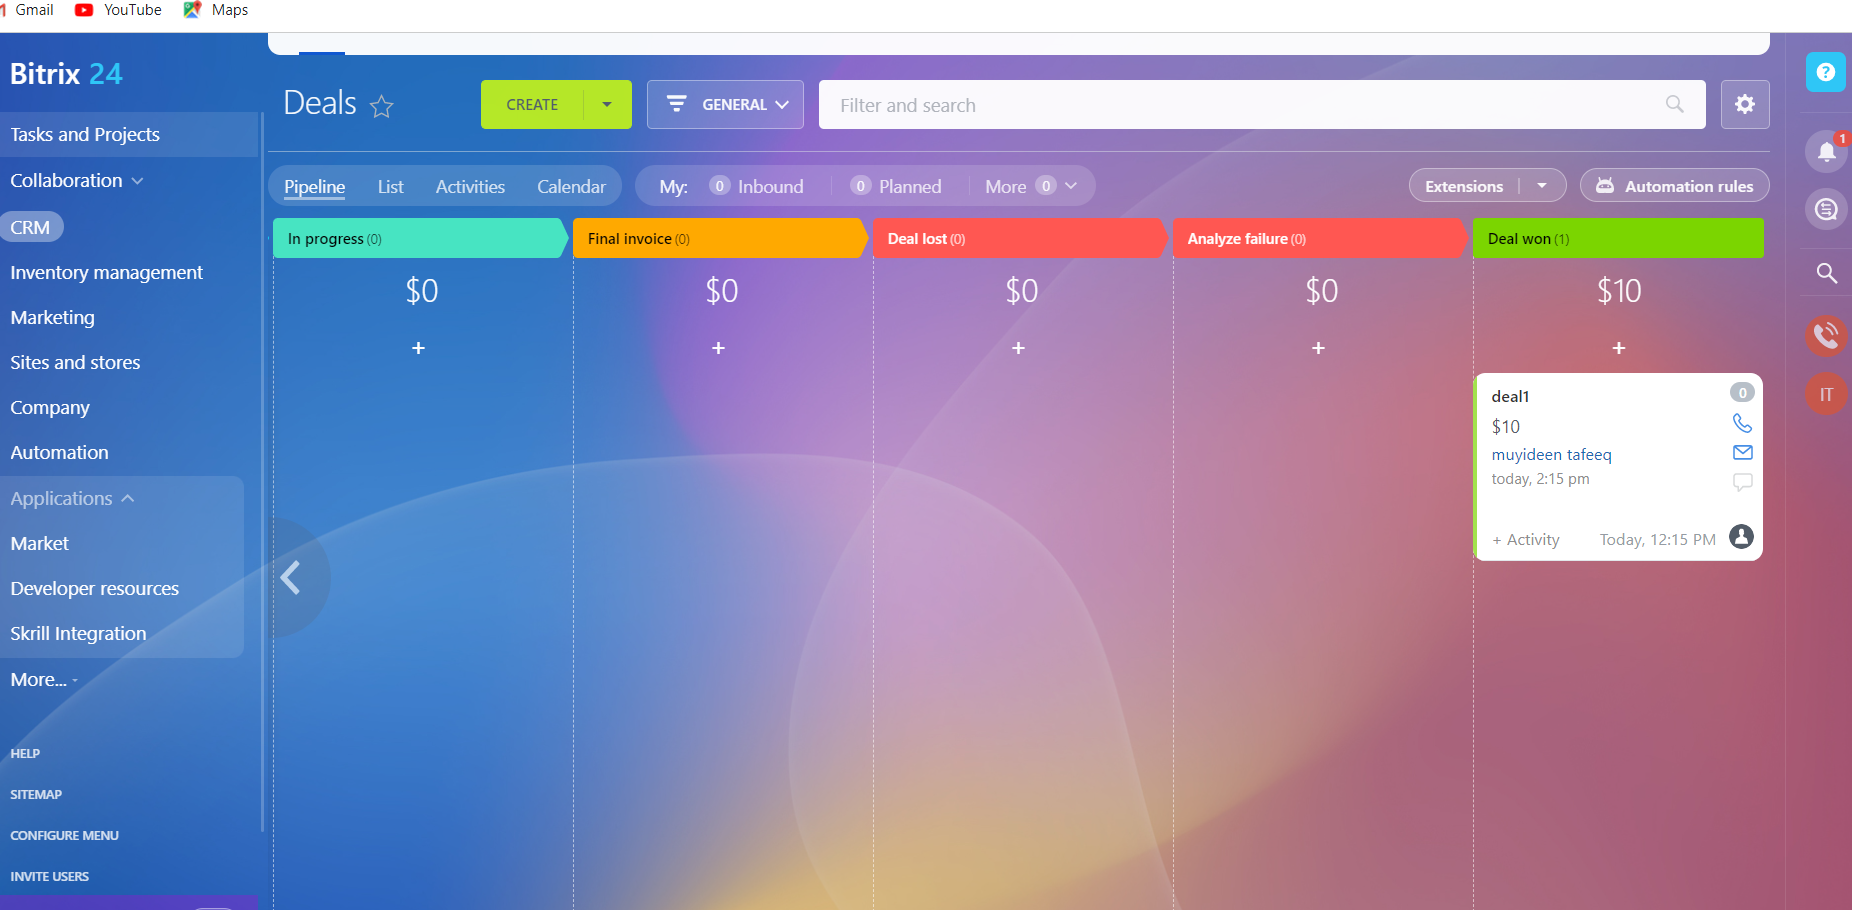 Gmail YouTube Maps
Bitrix 24
Tasks and Projects
Collaboration
CRM
Inventory management
Marketing
Sites and stores
Company
Automation
Applications
Market
Developer resources
Skrill Integration
More...
HELP
SITEMAP
CONFIGURE MENU
INVITE USERS
Deals CREATE GENERAL Filter and search
Pipeline List Activities Calendar My: 0 Inbound 0 Planned More 0 Extensions Automation rules
In progress (0) Final invoice (0) Deal lost (0) Analyze failure (0) Deal won (1)
$0 $0 $0 $0 $10
+ + + + +
deal1 0
$10
muyideen tafeeq
today, 2:15 pm
+ Activity Today, 12:15 PM
?
1
IT